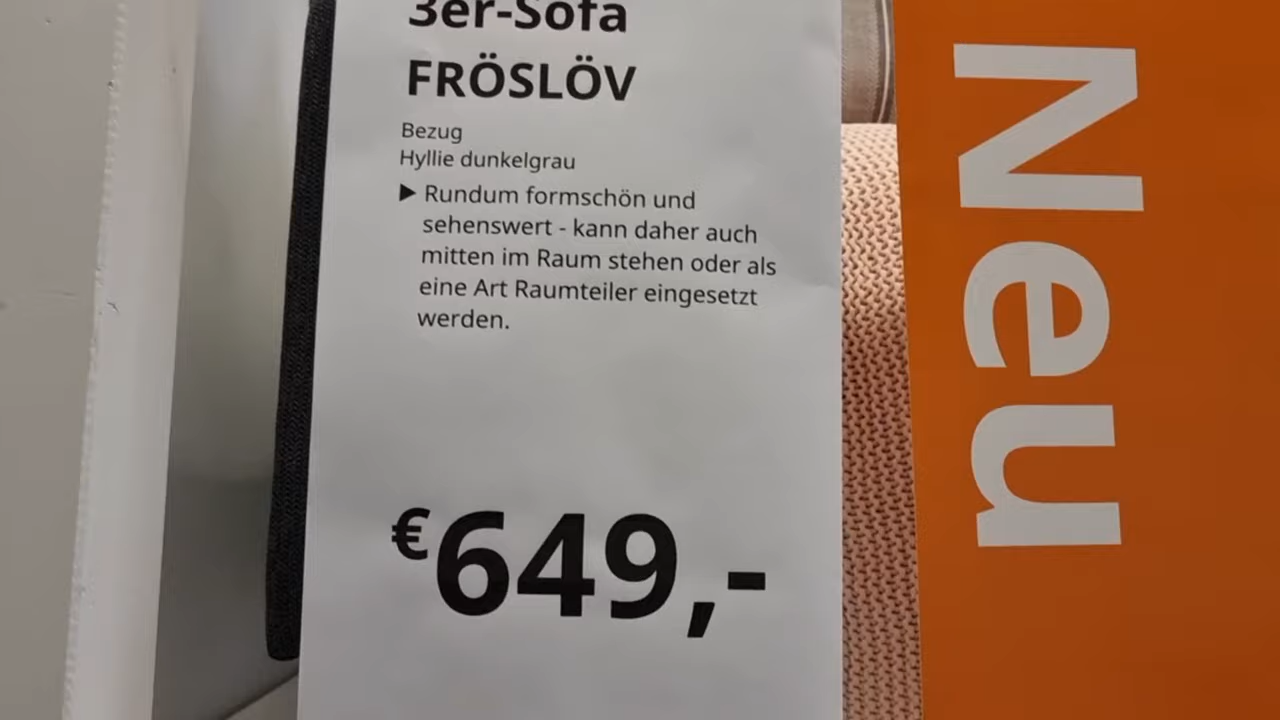 3er-Sofa
FRÖSLÖV
Bezug
Hyllie dunkelgrau
▶ Rundum formschön und
sehenswert - kann daher auch
mitten im Raum stehen oder als
eine Art Raumteiler eingesetzt
werden.
€649,-
Neu